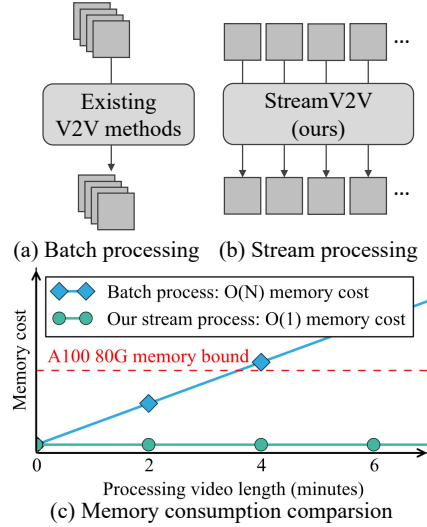 Existing
V2V methods
StreamV2V
(ours)
...
...
(a) Batch processing
(b) Stream processing
Memory cost
Batch process: O(N) memory cost
Our stream process: O(1) memory cost
A100 80G memory bound
0
2
4
6
Processing video length (minutes)
(c) Memory consumption comparsion